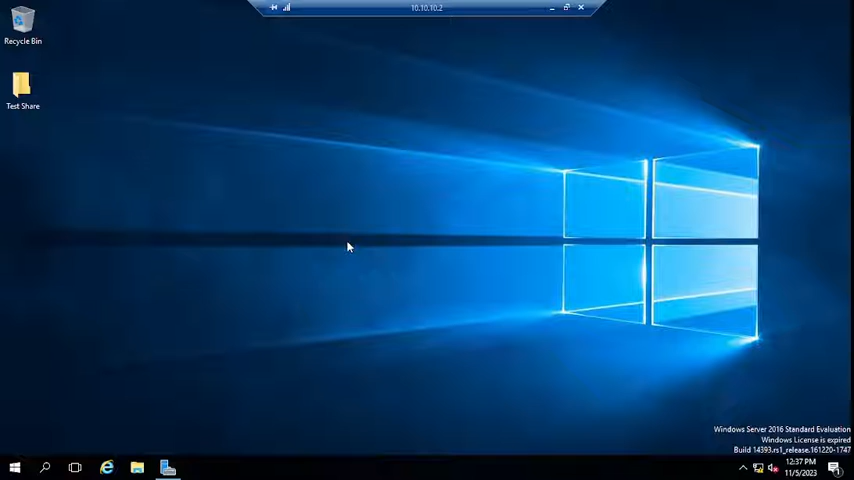 10.10.10.2
Recycle Bin
Test Share
Windows Server 2016 Standard Evaluation
Windows License is expired
Build 14393.rs1_release.161220-1747
12:37 PM
11/5/2023
1